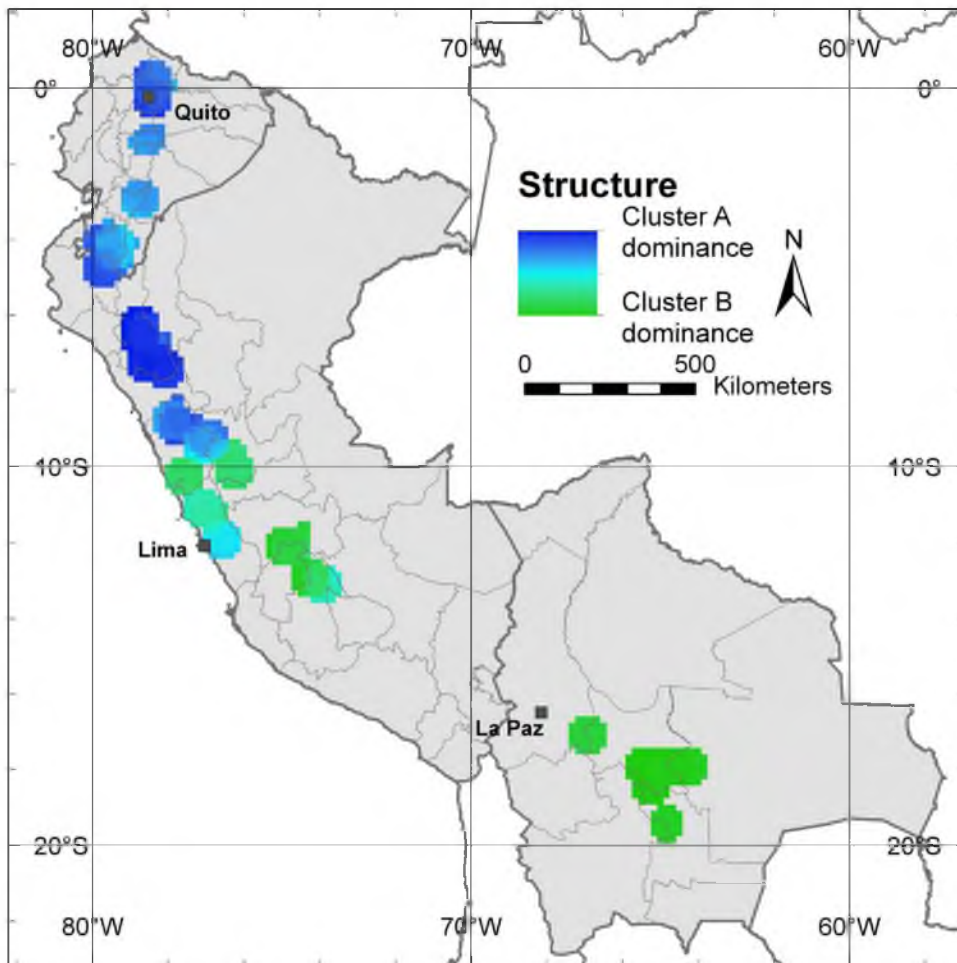 80°W 70°W 60°W
0°
Quito
Structure
Cluster A
dominance
Cluster B
dominance
N
0 500
Kilometers
10°S 10°S
Lima
La Paz
20°S 20°S
80°W 70°W 60°W